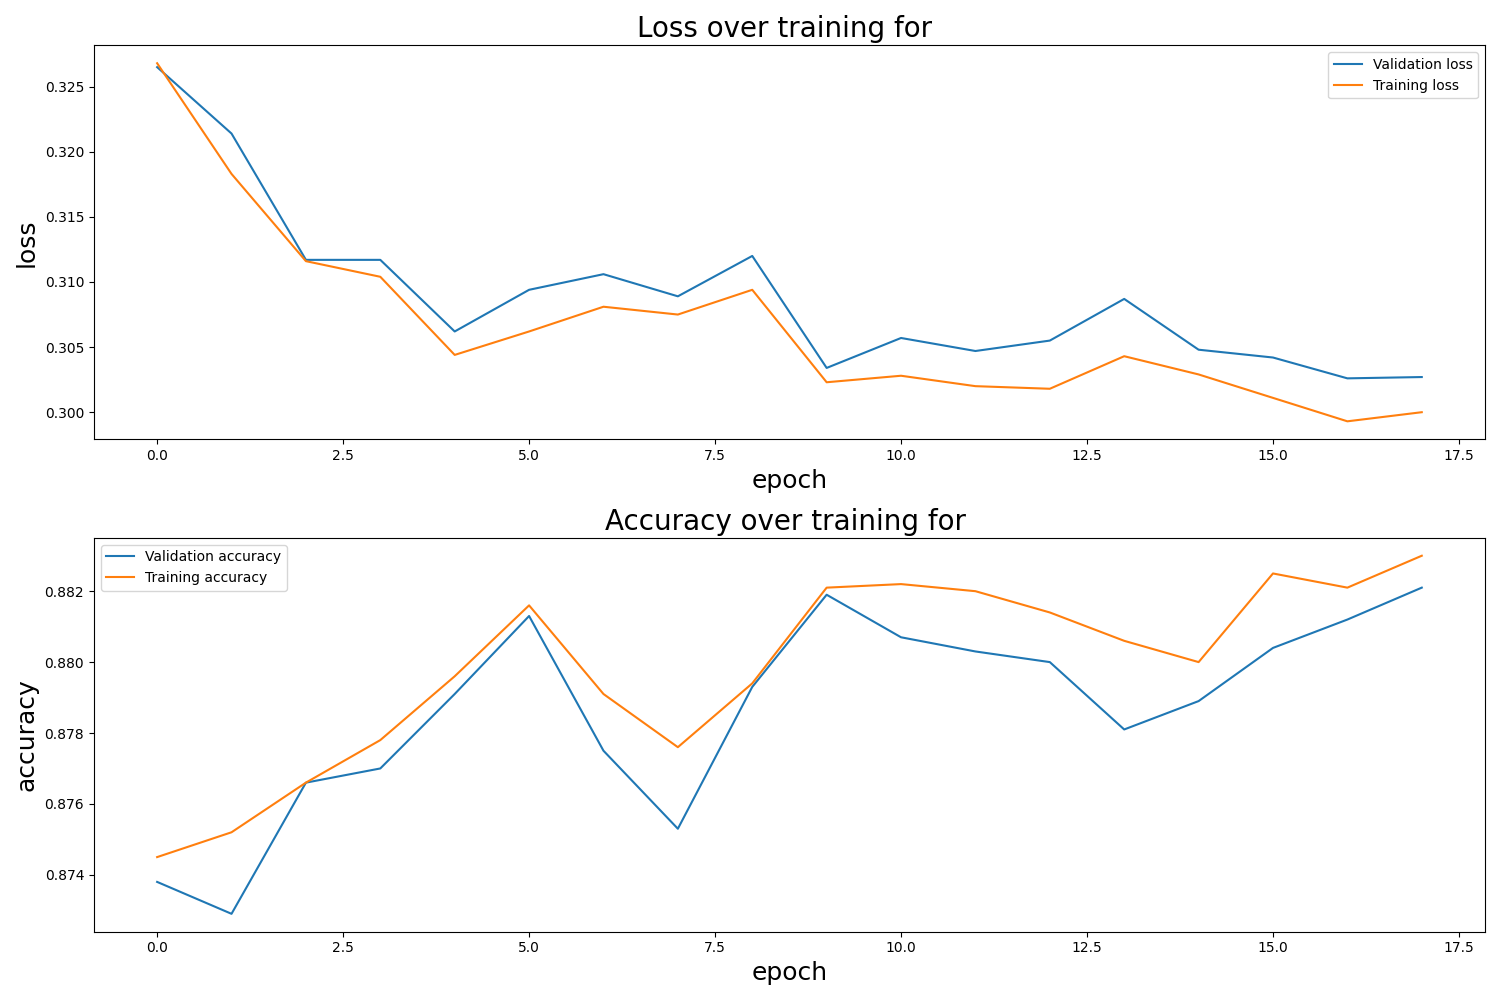 Loss over training for
Validation loss
Training loss
0.325
0.320
0.315
0.310
0.305
0.300
loss
0.0 2.5 5.0 7.5 10.0 12.5 15.0 17.5
epoch
Accuracy over training for
Validation accuracy
Training accuracy
0.882
0.880
0.878
0.876
0.874
accuracy
0.0 2.5 5.0 7.5 10.0 12.5 15.0 17.5
epoch